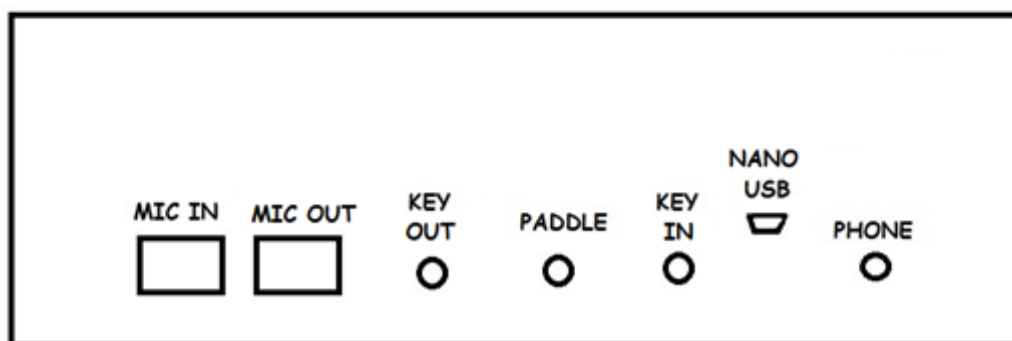 MIC IN
MIC OUT
KEY
OUT
PADDLE
KEY
IN
NANO
USB
PHONE